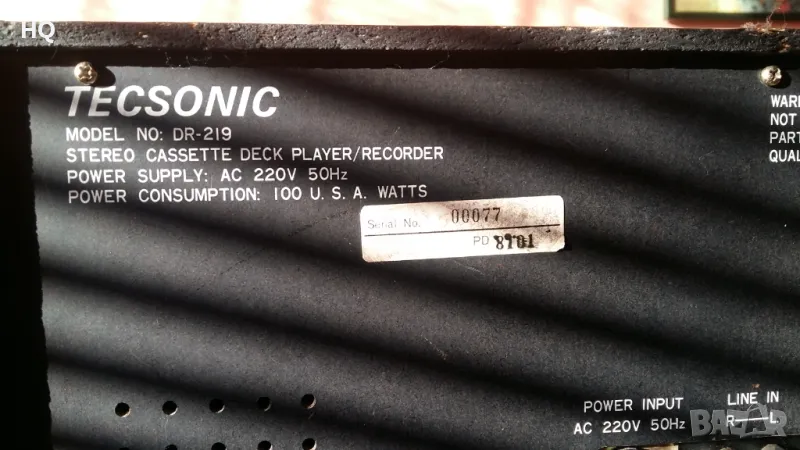 HQ
TECSONIC
MODEL NO: DR-219
STEREO CASSETTE DECK PLAYER/RECORDER
POWER SUPPLY: AC 220V 50Hz
POWER CONSUMPTION: 100 U. S. A. WATTS
Serial No. 00077
PD 8701
WAR
NOT
PART
QUAL
POWER INPUT
AC 220V 50Hz
LINE IN
R L
BAZAR